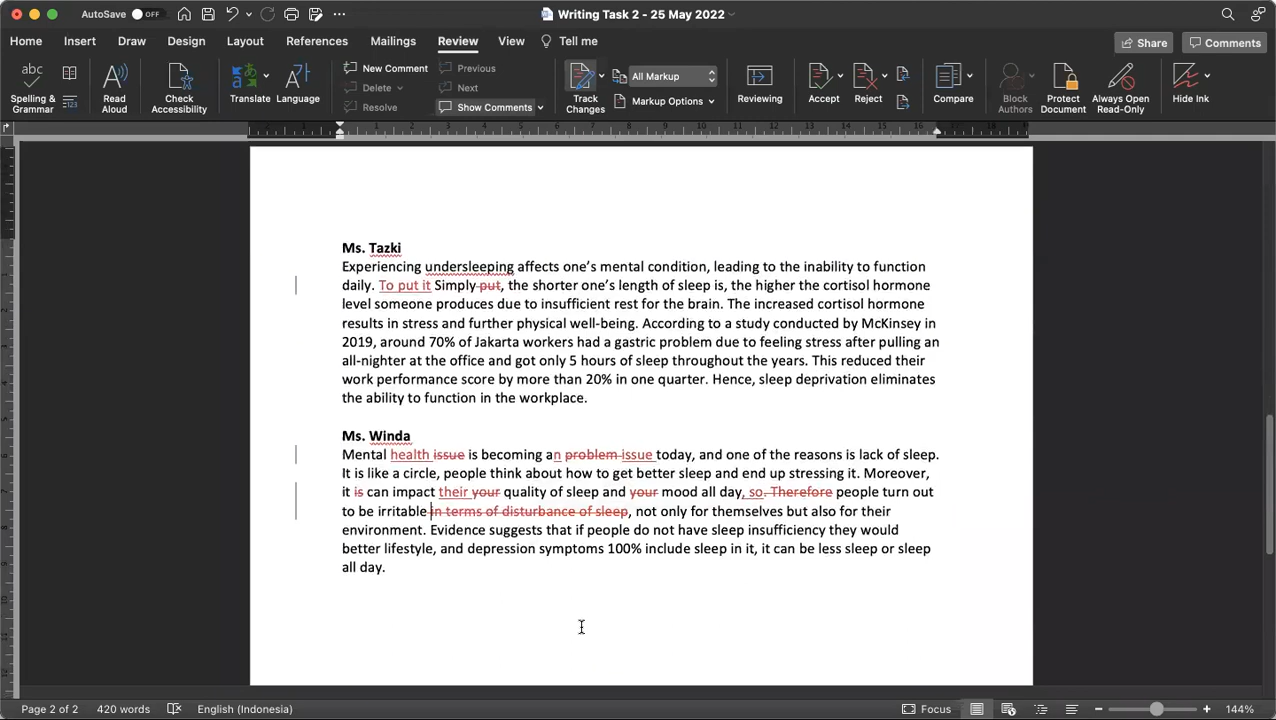 AutoSave OFF
Writing Task 2 - 25 May 2022
Home Insert Draw Design Layout References Mailings Review View Tell me
Share Comments
Spelling & Grammar
Read Aloud
Check Accessibility
Translate
Language
New Comment
Delete
Resolve
Previous
Next
Show Comments
Track Changes
All Markup
Markup Options
Reviewing
Accept
Reject
Compare
Block Authors
Protect Document
Always Open Read-Only
Hide Ink
Ms. Tazki
Experiencing undersleeping affects one’s mental condition, leading to the inability to function
daily. To put it Simply put, the shorter one’s length of sleep is, the higher the cortisol hormone
level someone produces due to insufficient rest for the brain. The increased cortisol hormone
results in stress and further physical well-being. According to a study conducted by McKinsey in
2019, around 70% of Jakarta workers had a gastric problem due to feeling stress after pulling an
all-nighter at the office and got only 5 hours of sleep throughout the years. This reduced their
work performance score by more than 20% in one quarter. Hence, sleep deprivation eliminates
the ability to function in the workplace.
Ms. Winda
Mental health issue is becoming an problem issue today, and one of the reasons is lack of sleep.
It is like a circle, people think about how to get better sleep and end up stressing it. Moreover,
it is can impact their your quality of sleep and your mood all day, so. Therefore people turn out
to be irritable in terms of disturbance of sleep, not only for themselves but also for their
environment. Evidence suggests that if people do not have sleep insufficiency they would
better lifestyle, and depression symptoms 100% include sleep in it, it can be less sleep or sleep
all day.
Page 2 of 2 420 words English (Indonesia) Focus 144%